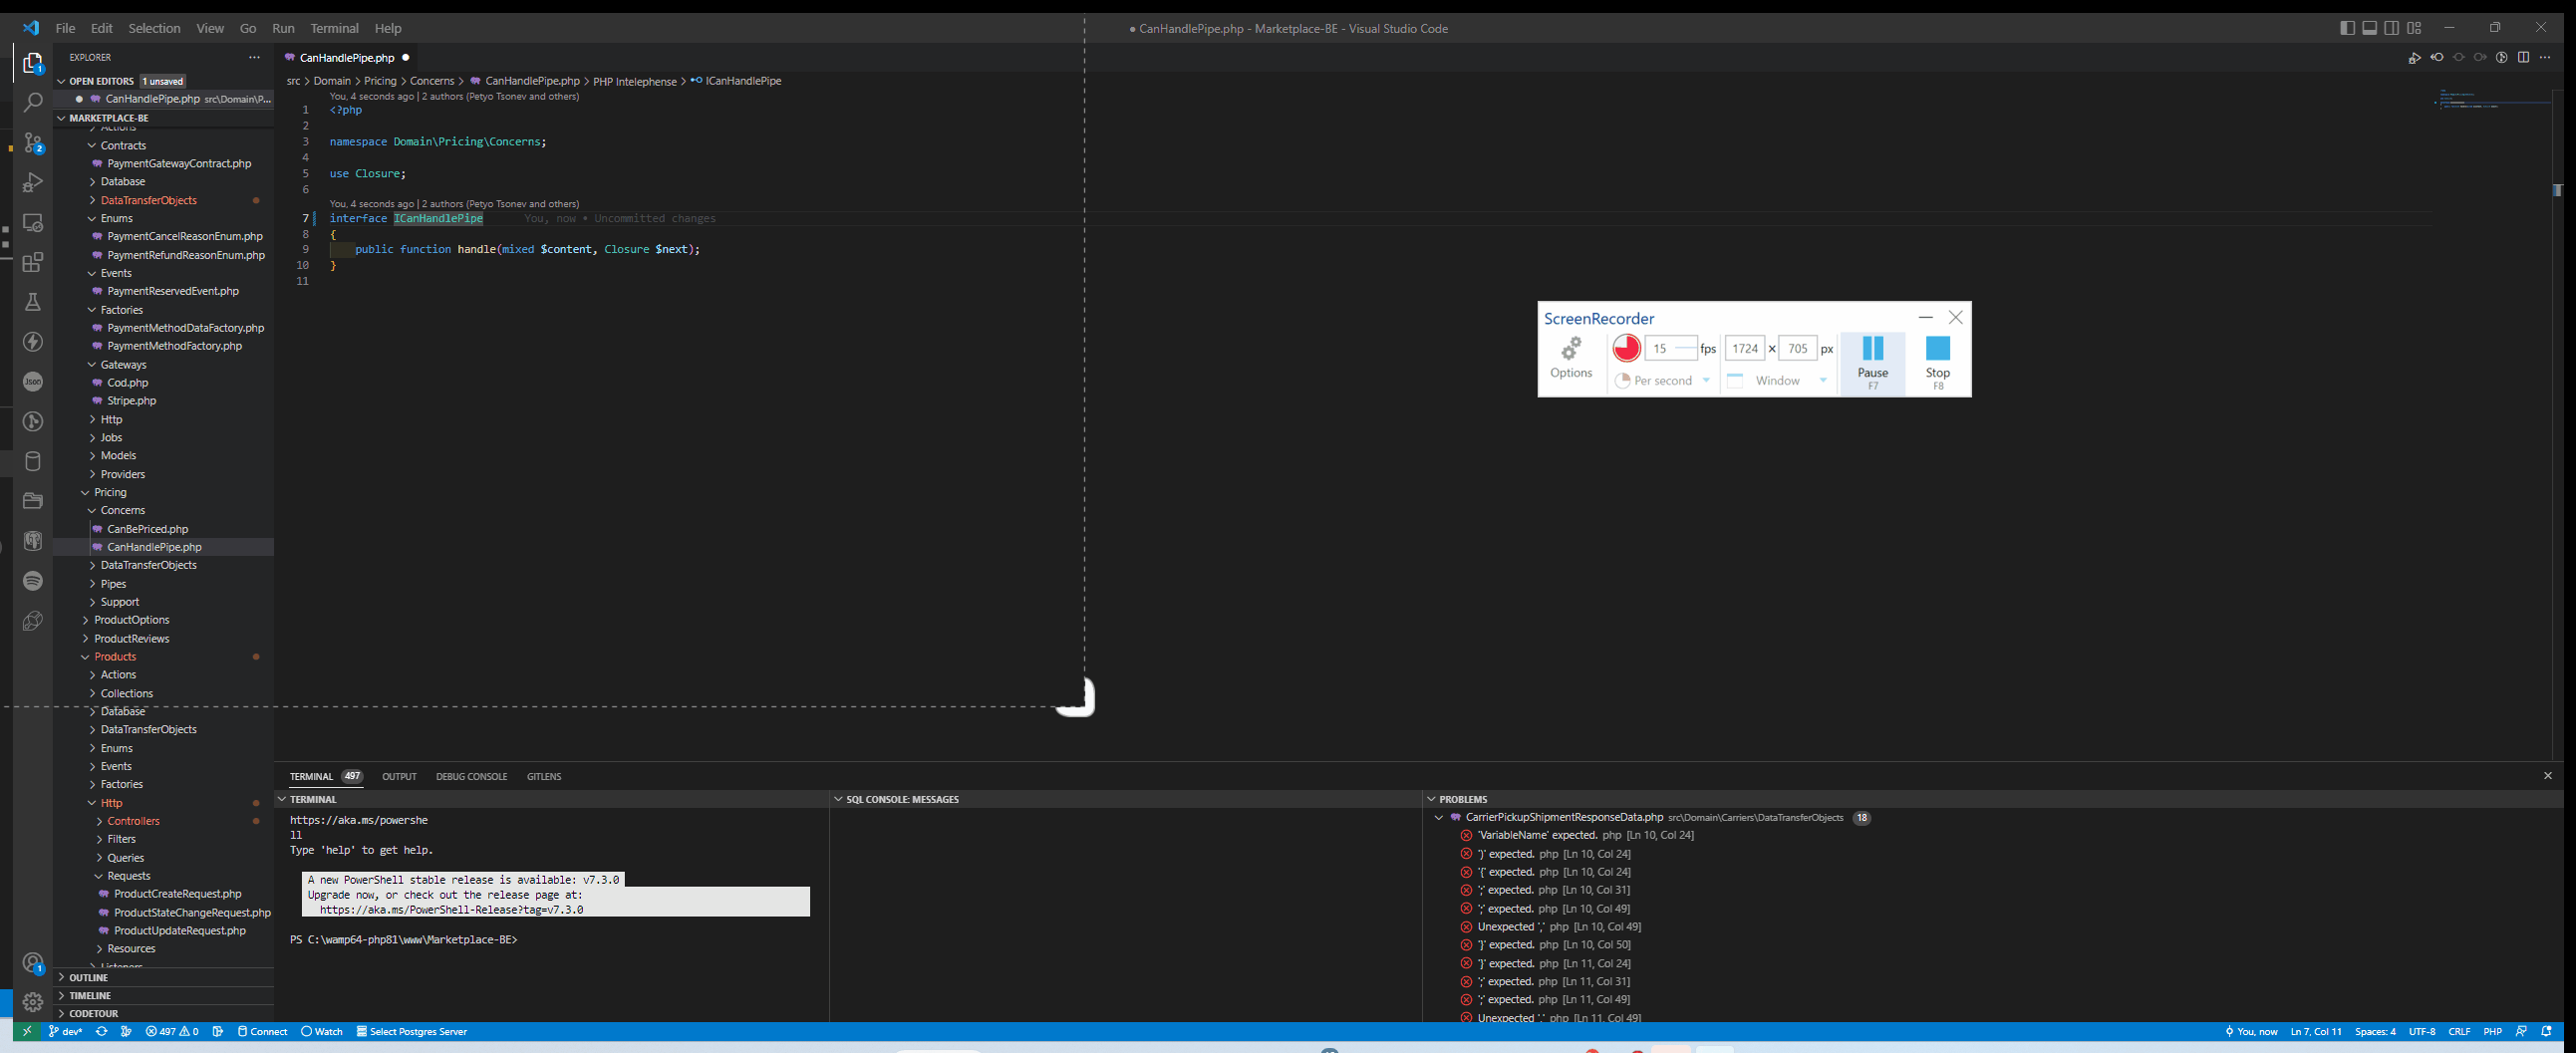 File Edit Selection View Go Run Terminal Help
● CanHandlePipe.php - Marketplace-BE - Visual Studio Code
EXPLORER
OPEN EDITORS 1 unsaved
CanHandlePipe.php src\Domain\P...
MARKETPLACE-BE
Actions
Contracts
PaymentGatewayContract.php
Database
DataTransferObjects
Enums
PaymentCancelReasonEnum.php
PaymentRefundReasonEnum.php
Events
PaymentReservedEvent.php
Factories
PaymentMethodDataFactory.php
PaymentMethodFactory.php
Gateways
Cod.php
Stripe.php
Http
Jobs
Models
Providers
Pricing
Concerns
CanBePriced.php
CanHandlePipe.php
DataTransferObjects
Pipes
Support
ProductOptions
ProductReviews
Products
Actions
Collections
Database
DataTransferObjects
Enums
Events
Factories
Http
Controllers
Filters
Queries
Requests
ProductCreateRequest.php
ProductStateChangeRequest.php
ProductUpdateRequest.php
Resources
Listeners
OUTLINE
TIMELINE
CODETOUR
CanHandlePipe.php
src > Domain > Pricing > Concerns > CanHandlePipe.php > PHP Intelephense > ICanHandlePipe
You, 4 seconds ago | 2 authors (Petyo Tsonev and others)
1 <?php
2
3 namespace Domain\Pricing\Concerns;
4
5 use Closure;
6
You, 4 seconds ago | 2 authors (Petyo Tsonev and others)
7 interface ICanHandlePipe You, now • Uncommitted changes
8 {
9 public function handle(mixed $content, Closure $next);
10 }
11
ScreenRecorder
Options
15 fps
Per second
1724 × 705 px
Window
Pause
F7
Stop
F8
TERMINAL 497 OUTPUT DEBUG CONSOLE GITLENS
TERMINAL
https://aka.ms/powershe
ll
Type 'help' to get help.
A new PowerShell stable release is available: v7.3.0
Upgrade now, or check out the release page at:
https://aka.ms/PowerShell-Release?tag=v7.3.0
PS C:\wamp64-php81\www\Marketplace-BE>
SQL CONSOLE: MESSAGES
PROBLEMS
CarrierPickupShipmentResponseData.php src\Domain\Carriers\DataTransferObjects 18
'VariableName' expected. php [Ln 10, Col 24]
')' expected. php [Ln 10, Col 24]
'{' expected. php [Ln 10, Col 24]
';' expected. php [Ln 10, Col 31]
';' expected. php [Ln 10, Col 49]
Unexpected ','. php [Ln 10, Col 49]
'}' expected. php [Ln 10, Col 50]
'}' expected. php [Ln 11, Col 24]
';' expected. php [Ln 11, Col 31]
';' expected. php [Ln 11, Col 49]
Unexpected ','. php [Ln 11, Col 49]
dev* 497 0 Connect Watch Select Postgres Server
You, now Ln 7, Col 11 Spaces: 4 UTF-8 CRLF PHP